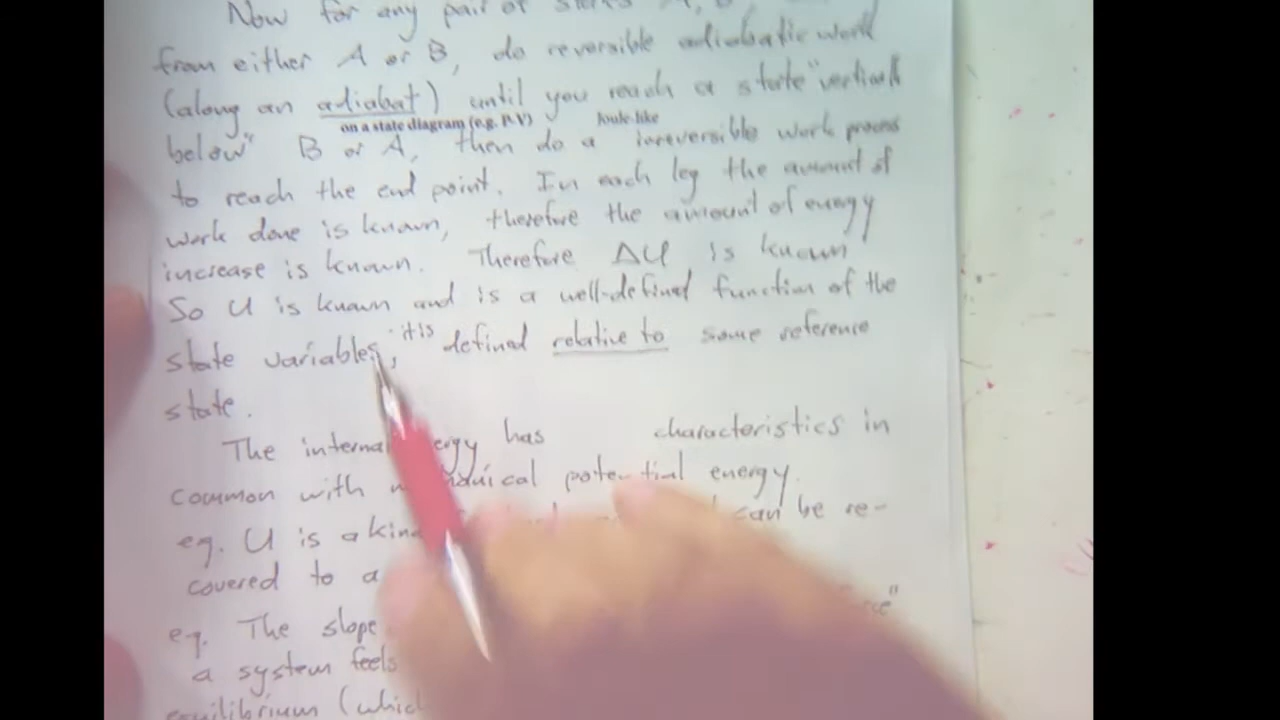 Now for any pair of states A, B
from either A or B, do reversible adiabatic work
(along an adiabat) until you reach a state "vertically
on a state diagram (e.g. P.V) Joule like
below" B or A, then do a irreversible work process
to reach the end point. In each leg the amount of
work done is known, therefore the amount of energy
increase is known. Therefore ΔU is known
So U is known and is a well-defined function of the
state variables, it is defined relative to some reference
state.
The internal energy has characteristics in
common with potential energy.
eg. U is a kind can be re-
covered to a
eg. The slope
a system feels
equilibrium (which